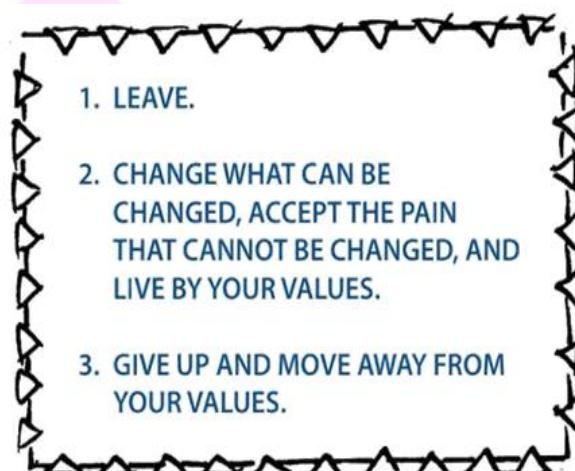 1. LEAVE.
2. CHANGE WHAT CAN BE
CHANGED, ACCEPT THE PAIN
THAT CANNOT BE CHANGED, AND
LIVE BY YOUR VALUES.
3. GIVE UP AND MOVE AWAY FROM
YOUR VALUES.